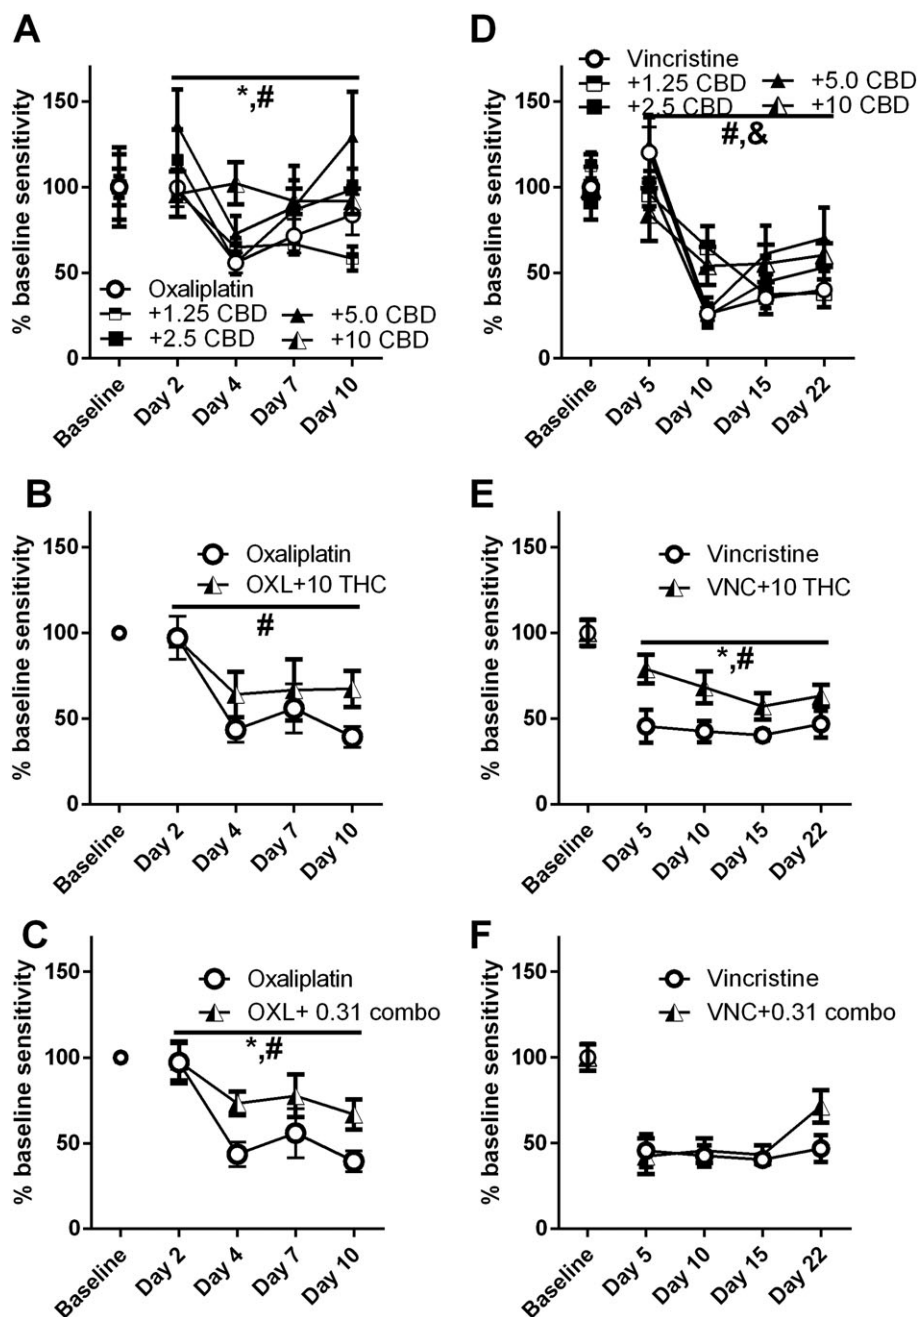 A
% baseline sensitivity
150
100
50
0
*,#
Oxaliplatin
+1.25 CBD
+2.5 CBD
+5.0 CBD
+10 CBD
Baseline
Day 2
Day 4
Day 7
Day 10
D
% baseline sensitivity
150
100
50
0
Vincristine
+1.25 CBD
+2.5 CBD
+5.0 CBD
+10 CBD
#,&
Baseline
Day 5
Day 10
Day 15
Day 22
B
% baseline sensitivity
150
100
50
0
Oxaliplatin
OXL+10 THC
#
Baseline
Day 2
Day 4
Day 7
Day 10
E
% baseline sensitivity
150
100
50
0
Vincristine
VNC+10 THC
*,#
Baseline
Day 5
Day 10
Day 15
Day 22
C
% baseline sensitivity
150
100
50
0
Oxaliplatin
OXL+ 0.31 combo
*,#
Baseline
Day 2
Day 4
Day 7
Day 10
F
% baseline sensitivity
150
100
50
0
Vincristine
VNC+0.31 combo
Baseline
Day 5
Day 10
Day 15
Day 22